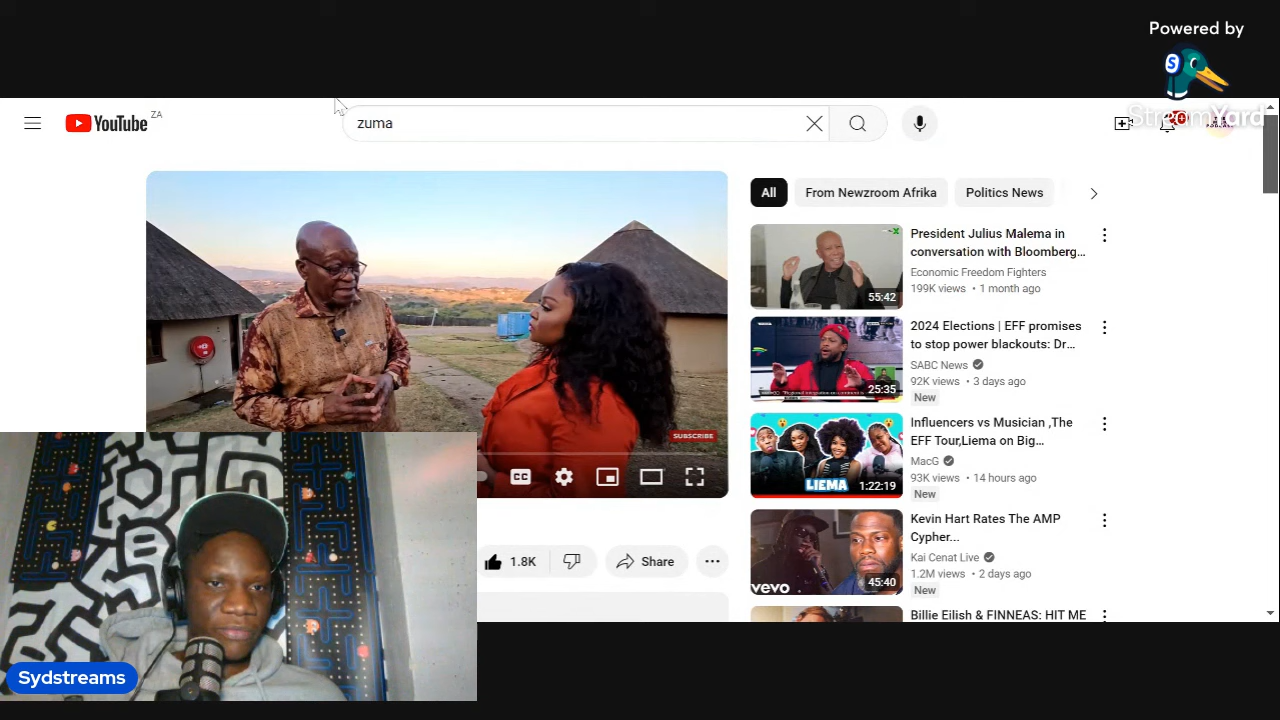 Powered by
StreamYard
YouTube ZA
zuma
All
From Newzroom Afrika
Politics News
President Julius Malema in
conversation with Bloomberg...
Economic Freedom Fighters
199K views • 1 month ago
55:42
2024 Elections | EFF promises
to stop power blackouts: Dr...
SABC News
92K views • 3 days ago
New
25:35
Influencers vs Musician ,The
EFF Tour,Liema on Big...
MacG
93K views • 14 hours ago
New
LIEMA
1:22:19
Kevin Hart Rates The AMP
Cypher...
Kai Cenat Live
1.2M views • 2 days ago
New
vevo
45:40
Billie Eilish & FINNEAS: HIT ME
SUBSCRIBE
CC
1.8K
Share
Sydstreams